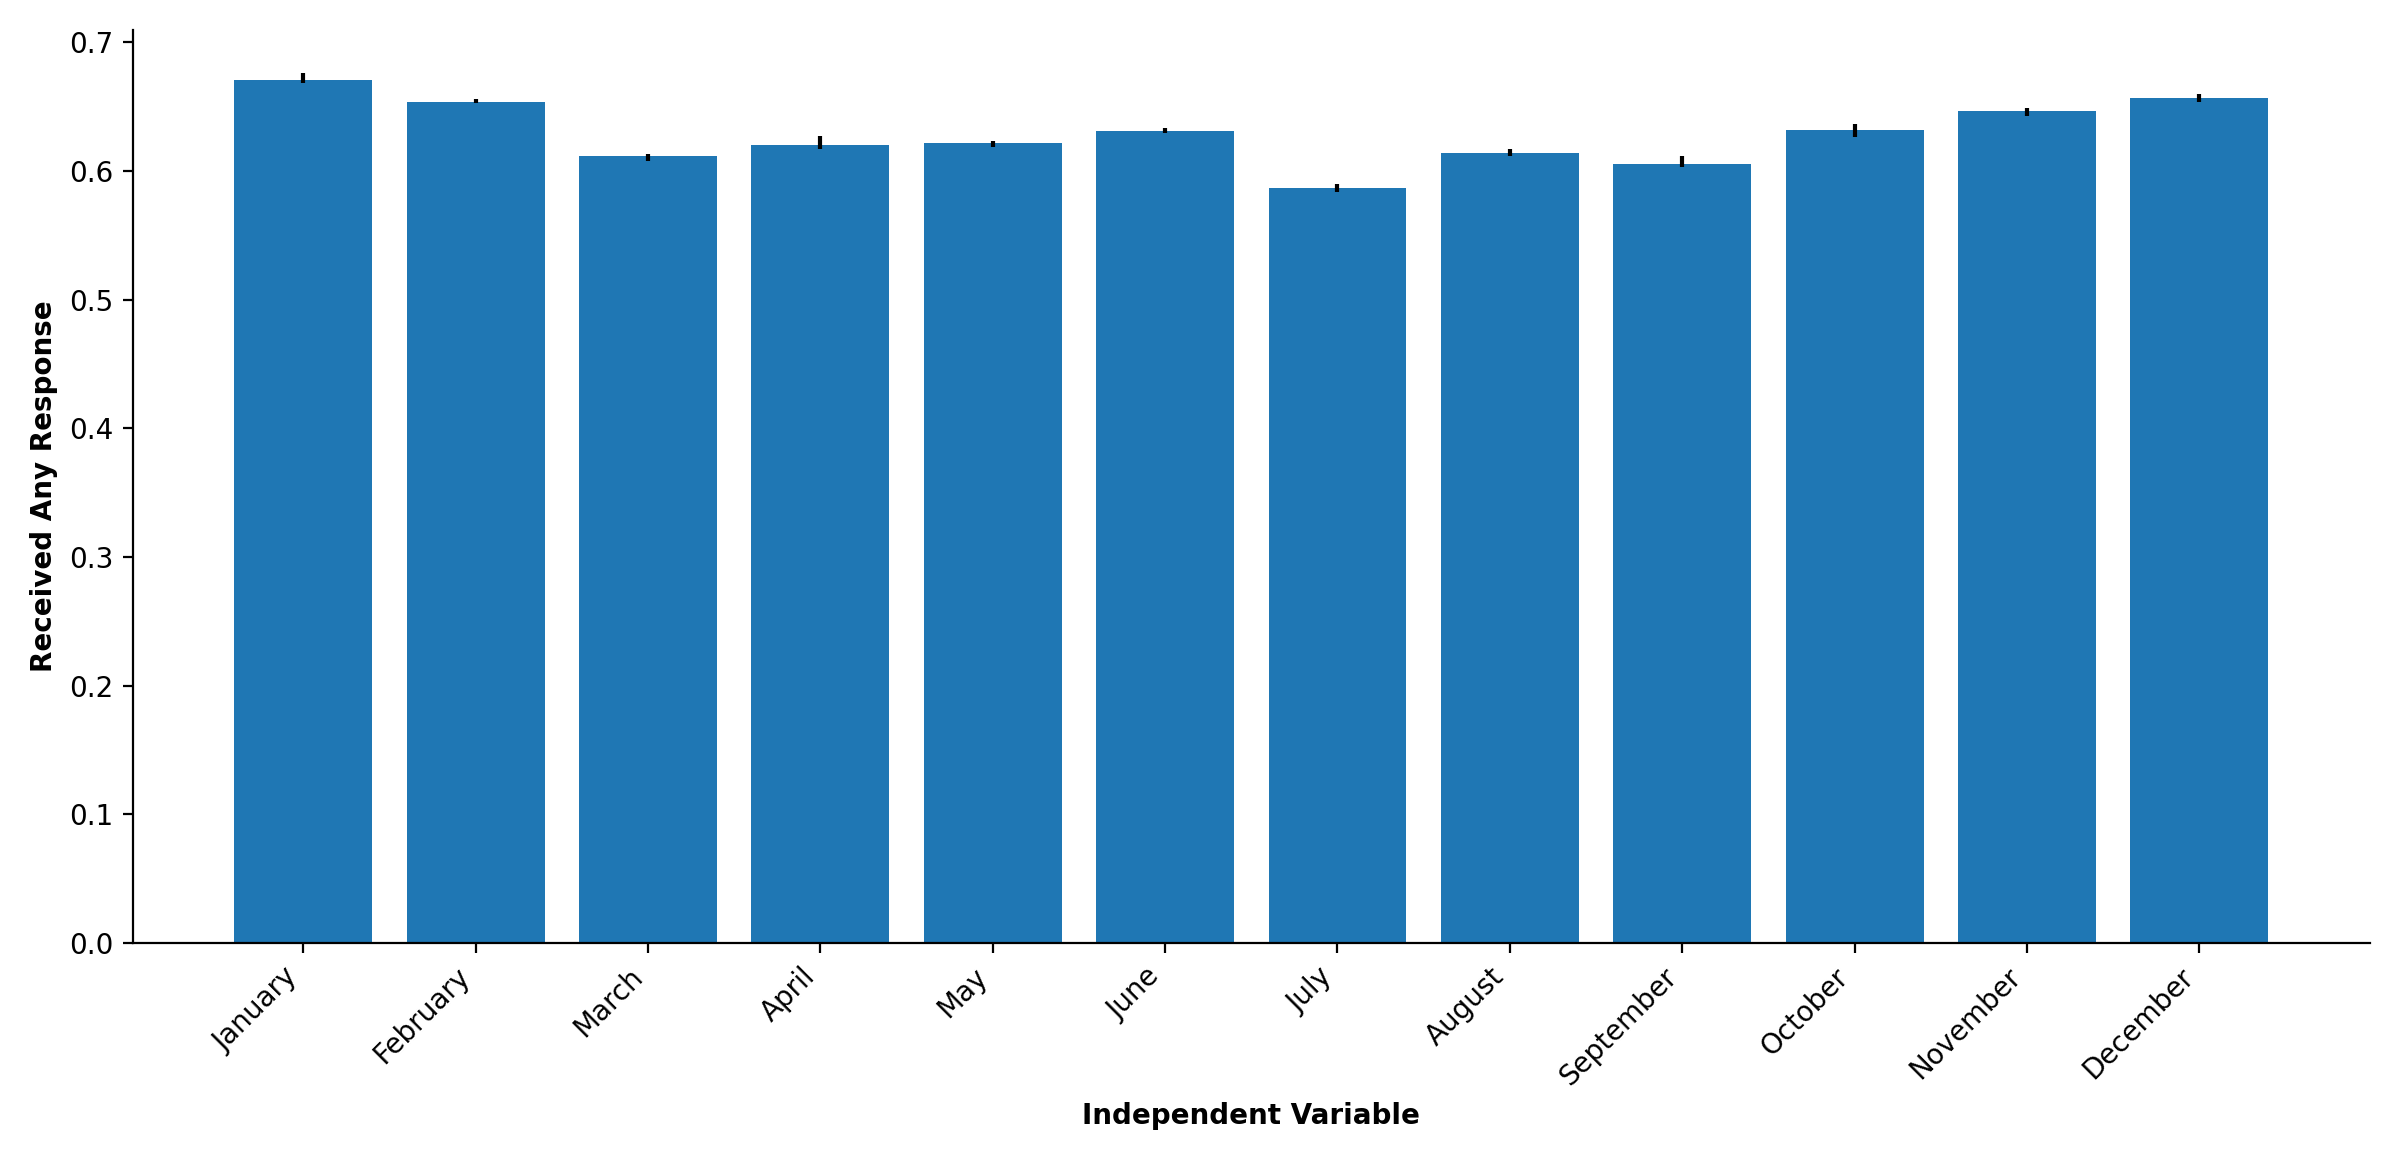 0.7
0.6
0.5
0.4
0.3
0.2
0.1
0.0
Received Any Response
January
February
March
April
May
June
July
August
September
October
November
December
Independent Variable